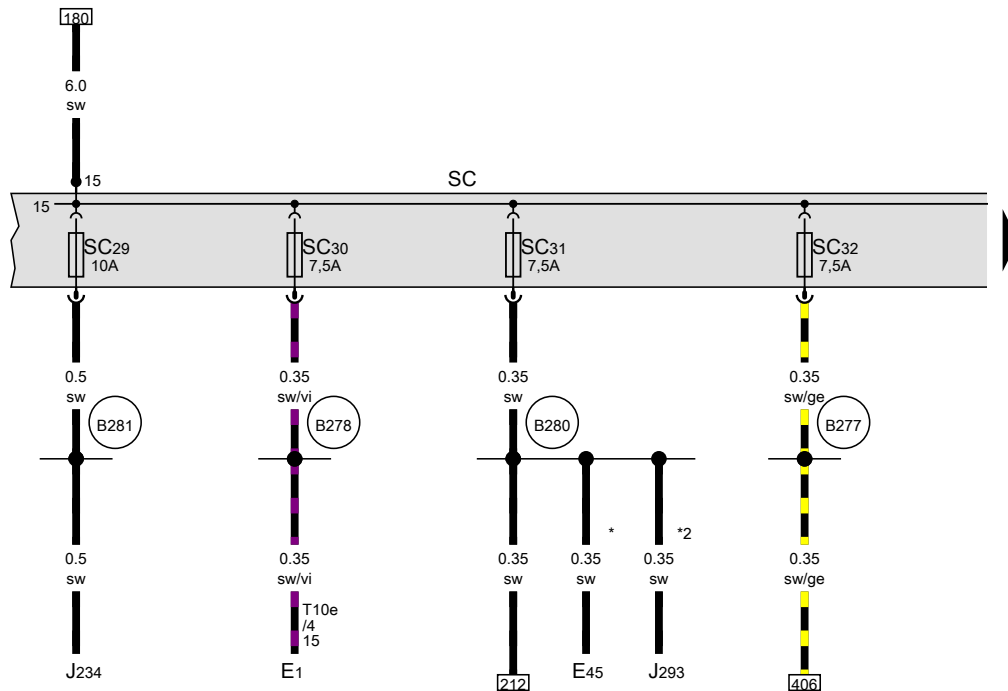 180
6.0
sw
15
SC
15
SC29
10A
SC30
7,5A
SC31
7,5A
SC32
7,5A
0.5
sw
0.35
sw/vi
0.35
sw
0.35
sw/ge
B281
B278
B280
B277
*
*2
0.5
sw
0.35
sw/vi
0.35
sw
0.35
sw
0.35
sw
0.35
sw/ge
T10e
/4
15
J234
E1
212
E45
J293
406